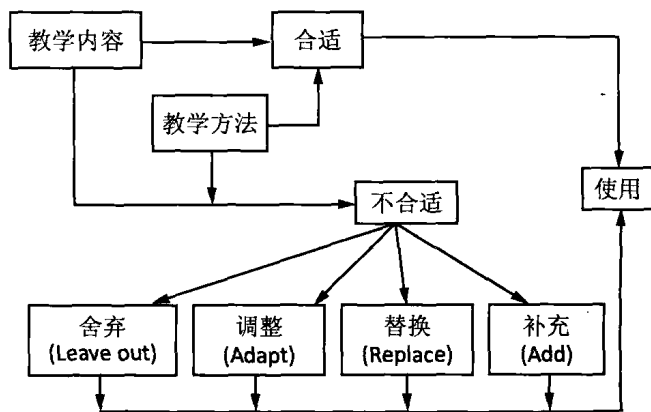 教学内容
合适
教学方法
使用
不合适
舍弃
(Leave out)
调整
(Adapt)
替换
(Replace)
补充
(Add)